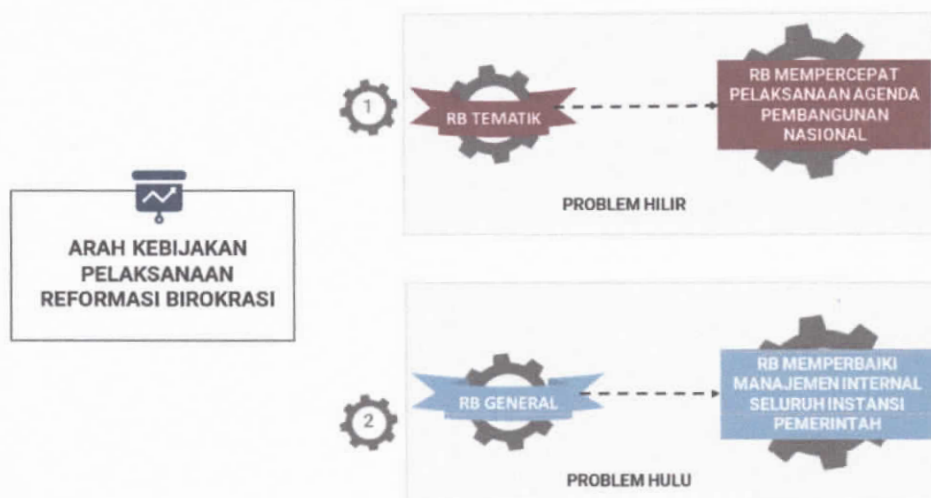 ARAH KEBIJAKAN
PELAKSANAAN
REFORMASI BIROKRASI
1
RB TEMATIK
RB MEMPERCEPAT
PELAKSANAAN AGENDA
PEMBANGUNAN
NASIONAL
PROBLEM HILIR
2
RB GENERAL
RB MEMPERBAIKI
MANAJEMEN INTERNAL
SELURUH INSTANSI
PEMERINTAH
PROBLEM HULU